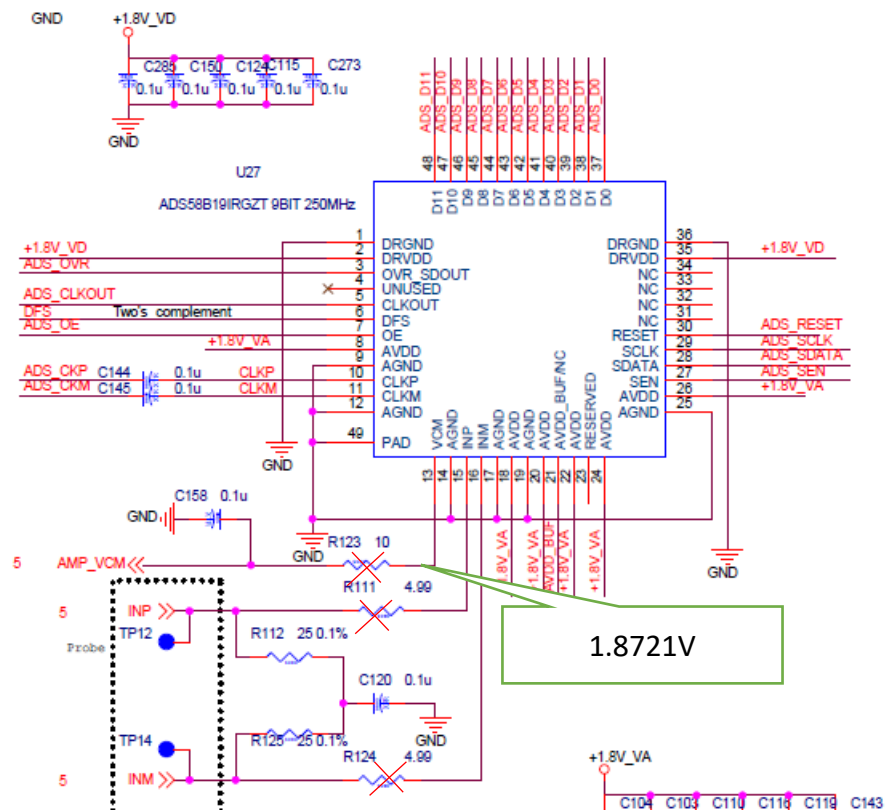 GND
+1.8V_VD
C285 C150 C124 C115 C273
0.1u 0.1u 0.1u 0.1u 0.1u
GND
ADS_D11
ADS_D10
ADS_D9
ADS_D8
ADS_D7
ADS_D6
ADS_D5
ADS_D4
ADS_D3
ADS_D2
ADS_D1
ADS_D0
48 47 46 45 44 43 42 41 40 39 38 37
D11 D10 D9 D8 D7 D6 D5 D4 D3 D2 D1 D0
U27
ADS58B19IRGZT 9BIT 250MHz
1 DRGND
+1.8V_VD 2 DRVDD
ADS_OVR 3 OVR_SDOUT
4 UNUSED
ADS_CLKOUT 5 CLKOUT
DFS Two's complement 6 DFS
ADS_OE 7 OE
+1.8V_VA 8 AVDD
9 AGND
ADS_CKP C144 0.1u CLKP 10 CLKP
ADS_CKM C145 0.1u CLKM 11 CLKM
12 AGND
49 PAD
GND
DRGND 36
DRVDD 35 +1.8V_VD
NC 34
NC 33
NC 32
NC 31
RESET 30 ADS_RESET
SCLK 29 ADS_SCLK
SDATA 28 ADS_SDATA
SEN 27 ADS_SEN
AVDD 26 +1.8V_VA
AGND 25
VCM AGND INP INM AGND AVDD AGND AVDD AVDD_BUF/NC AVDD RESERVED AVDD
13 14 15 16 17 18 19 20 21 22 23 24
+1.8V_VA
+1.8V_VA
AVDD_BUF
+1.8V_VA
+1.8V_VA
GND
C158 0.1u
GND
GND
5 AMP_VCM
R123 10
R111 4.99
5 INP
TP12
Probe
R112 25 0.1%
C120 0.1u
GND
R125 25 0.1%
TP14
R124 4.99
5 INM
1.8721V
+1.8V_VA
C104 C103 C110 C116 C119 C143